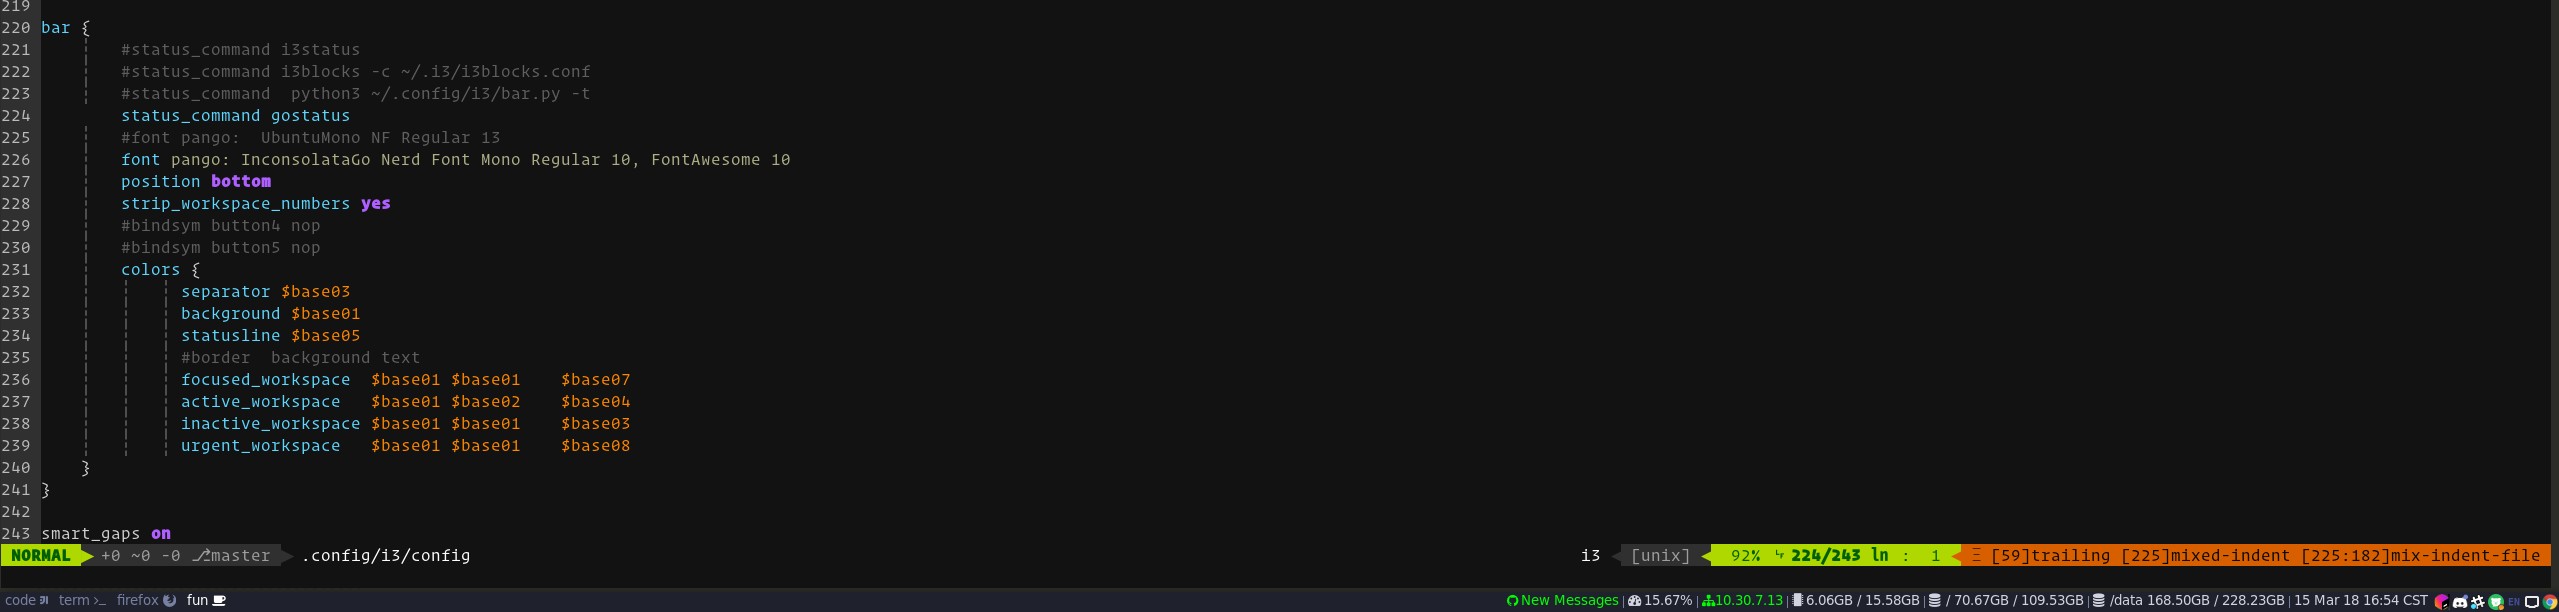 219
220 bar {
221 #status_command i3status
222 #status_command i3blocks -c ~/.i3/i3blocks.conf
223 #status_command  python3 ~/.config/i3/bar.py -t
224 status_command gostatus
225 #font pango:  UbuntuMono NF Regular 13
226 font pango: InconsolataGo Nerd Font Mono Regular 10, FontAwesome 10
227 position bottom
228 strip_workspace_numbers yes
229 #bindsym button4 nop
230 #bindsym button5 nop
231 colors {
232 separator $base03
233 background $base01
234 statusline $base05
235 #border  background text
236 focused_workspace  $base01 $base01    $base07
237 active_workspace   $base01 $base02    $base04
238 inactive_workspace $base01 $base01    $base03
239 urgent_workspace   $base01 $base01    $base08
240 }
241 }
242
243 smart_gaps on
NORMAL +0 ~0 -0 master .config/i3/config i3 [unix] 92% 224/243 ln : 1 Ξ [59]trailing [225]mixed-indent [225:182]mix-indent-file
code term >_ firefox fun New Messages | 15.67% | 10.30.7.13 | 6.06GB / 15.58GB | / 70.67GB / 109.53GB | /data 168.50GB / 228.23GB | 15 Mar 18 16:54 CST EN